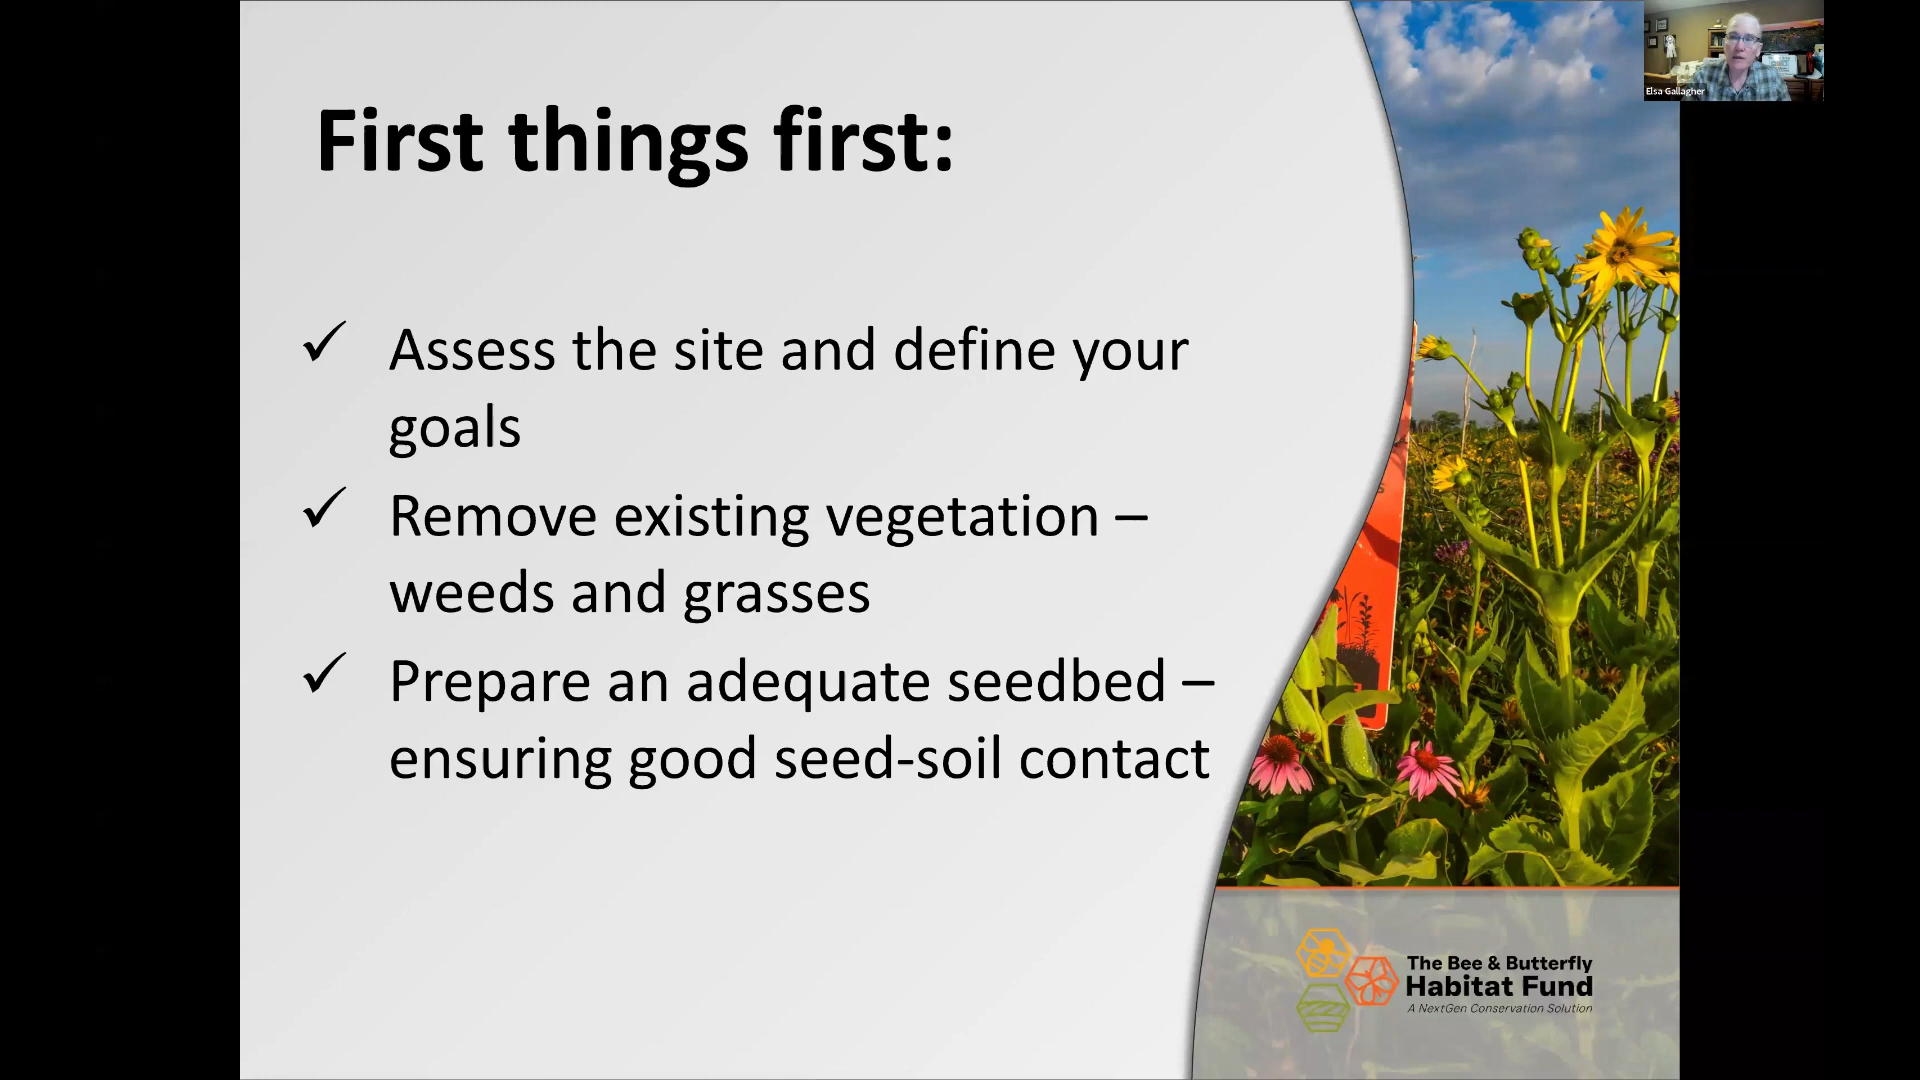 Elsa Gallagher
First things first:
✓ Assess the site and define your
goals
✓ Remove existing vegetation –
weeds and grasses
✓ Prepare an adequate seedbed –
ensuring good seed-soil contact
The Bee & Butterfly
Habitat Fund
A NextGen Conservation Solution